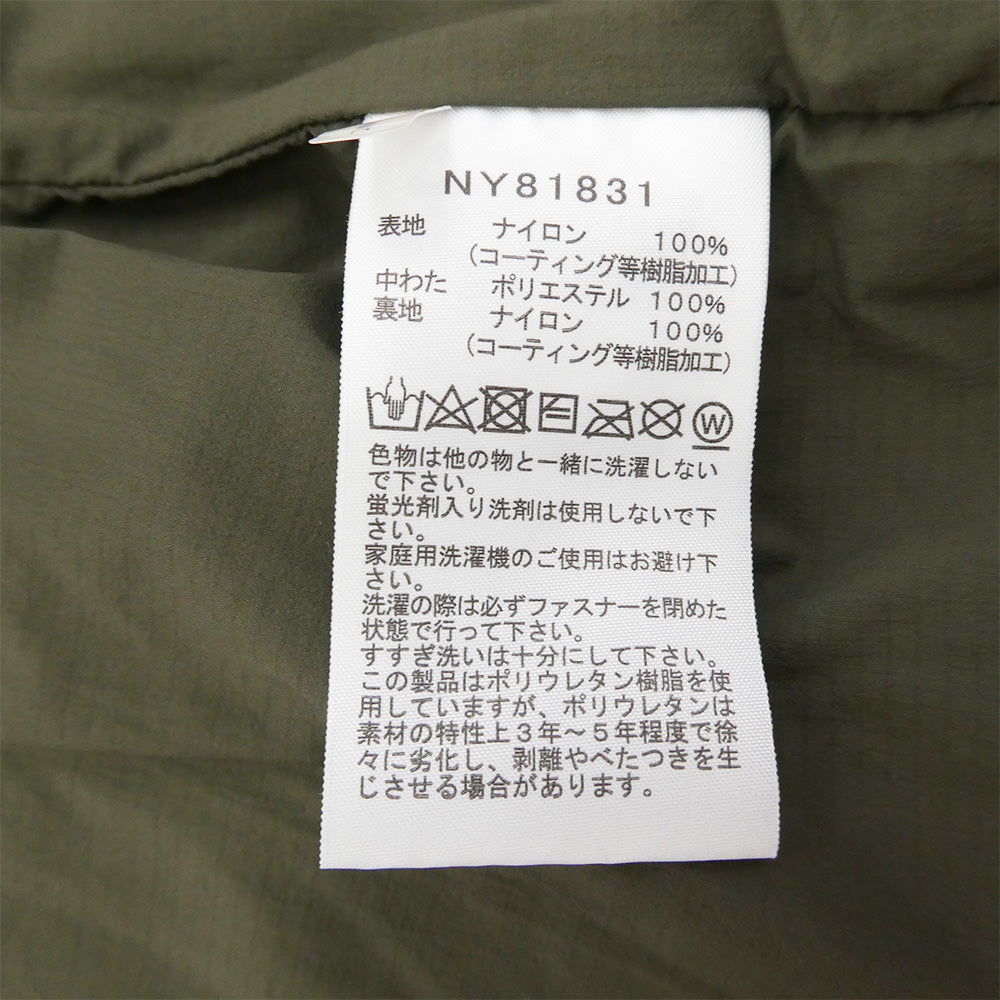 NY81831
表地 ナイロン 100%
(コーティング等樹脂加工)
中わた ポリエステル 100%
裏地 ナイロン 100%
(コーティング等樹脂加工)
W
色物は他の物と一緒に洗濯しない
で下さい。
蛍光剤入り洗剤は使用しないで下
さい。
家庭用洗濯機のご使用はお避け下
さい。
洗濯の際は必ずファスナーを閉めた
状態で行って下さい。
すすぎ洗いは十分にして下さい。
この製品はポリウレタン樹脂を使
用していますが、ポリウレタンは
素材の特性上3年～5年程度で徐
々に劣化し、剥離やべたつきを生
じさせる場合があります。